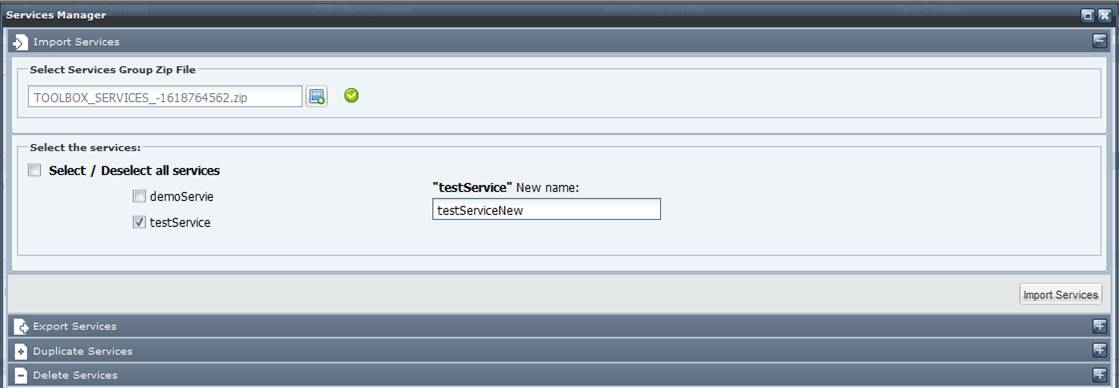 Services Manager
Import Services
Select Services Group Zip File
TOOLBOX_SERVICES_-1618764562.zip
Select the services:
Select / Deselect all services
demoServie
testService
"testService" New name:
testServiceNew
Import Services
Export Services
Duplicate Services
Delete Services